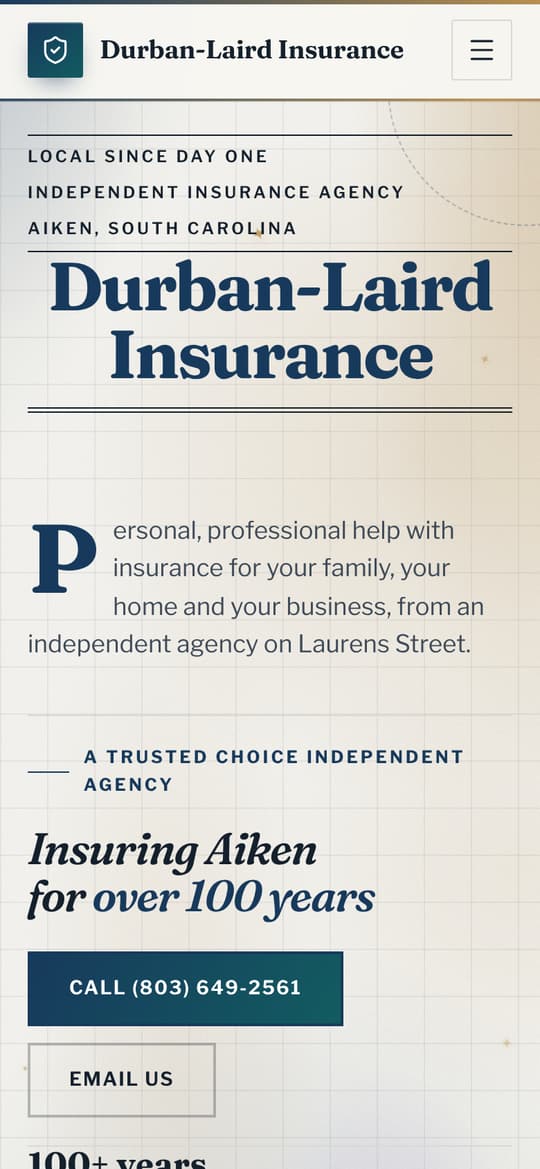 Durban-Laird Insurance
LOCAL SINCE DAY ONE
INDEPENDENT INSURANCE AGENCY
AIKEN, SOUTH CAROLINA
Durban-Laird
Insurance
Personal, professional help with
insurance for your family, your
home and your business, from an
independent agency on Laurens Street.
A TRUSTED CHOICE INDEPENDENT
AGENCY
Insuring Aiken
for over 100 years
CALL (803) 649-2561
EMAIL US
100+ years